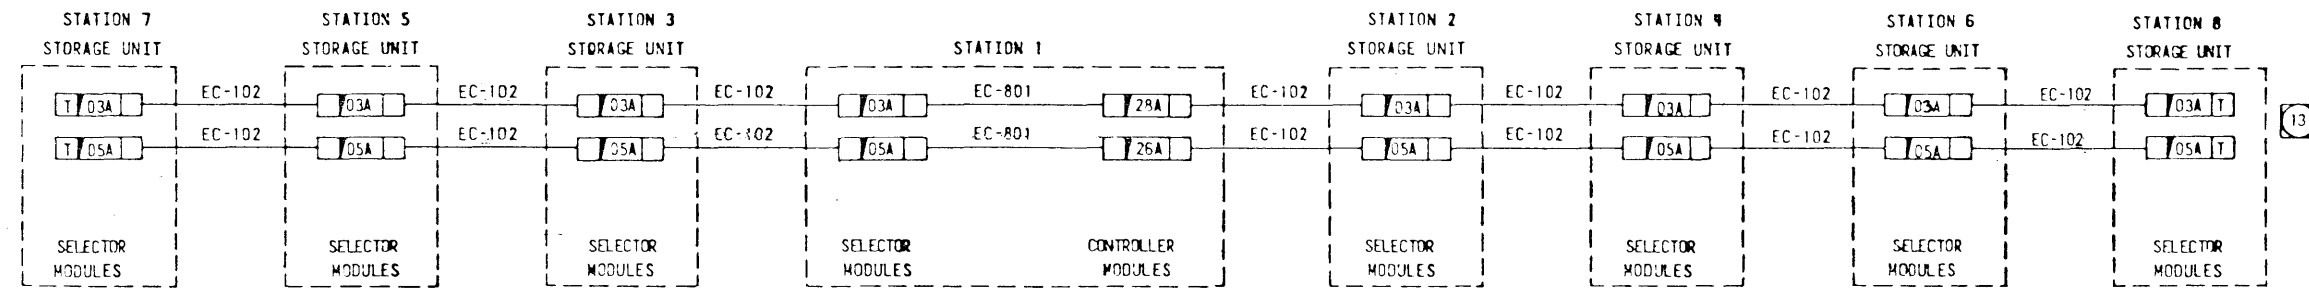 STATION 7 STATION 5 STATION 3 STATION 2 STATION 4 STATION 6 STATION 8
STORAGE UNIT STORAGE UNIT STORAGE UNIT STATION 1 STORAGE UNIT STORAGE UNIT STORAGE UNIT STORAGE UNIT
EC-102 EC-102 EC-102 EC-801 EC-102 EC-102 EC-102 EC-102
T 03A 03A 03A 03A 28A 03A 03A 03A 03A T
13
EC-102 EC-102 EC-102 EC-801 EC-102 EC-102 EC-102 EC-102
T 05A 05A 05A 05A 26A 05A 05A 05A 05A T
SELECTOR SELECTOR SELECTOR SELECTOR CONTROLLER SELECTOR SELECTOR SELECTOR SELECTOR
MODULES MODULES MODULES MODULES MODULES MODULES MODULES MODULES MODULES